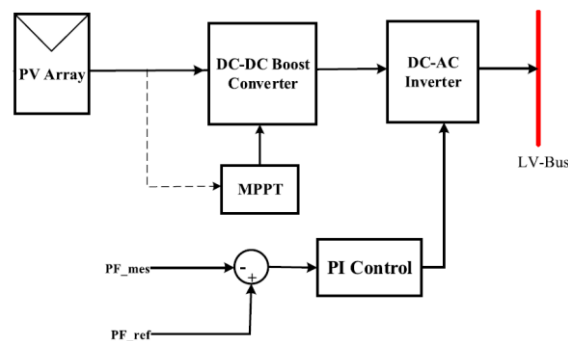 PV Array
DC-DC Boost
Converter
DC-AC
Inverter
LV-Bus
MPPT
PF_mes
-
+
PI Control
PF_ref